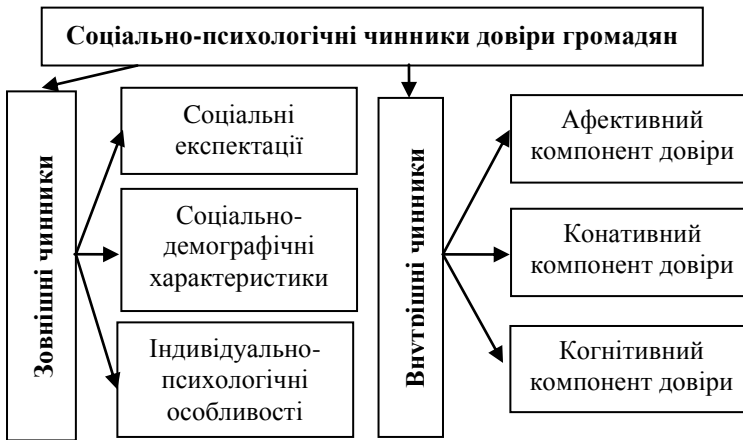 Соціально-психологічні чинники довіри громадян
Зовнішні чинники
Соціальні
експектації
Соціально-
демографічні
характеристики
Індивідуально-
психологічні
особливості
Внутрішні чинники
Афективний
компонент довіри
Конативний
компонент довіри
Когнітивний
компонент довіри